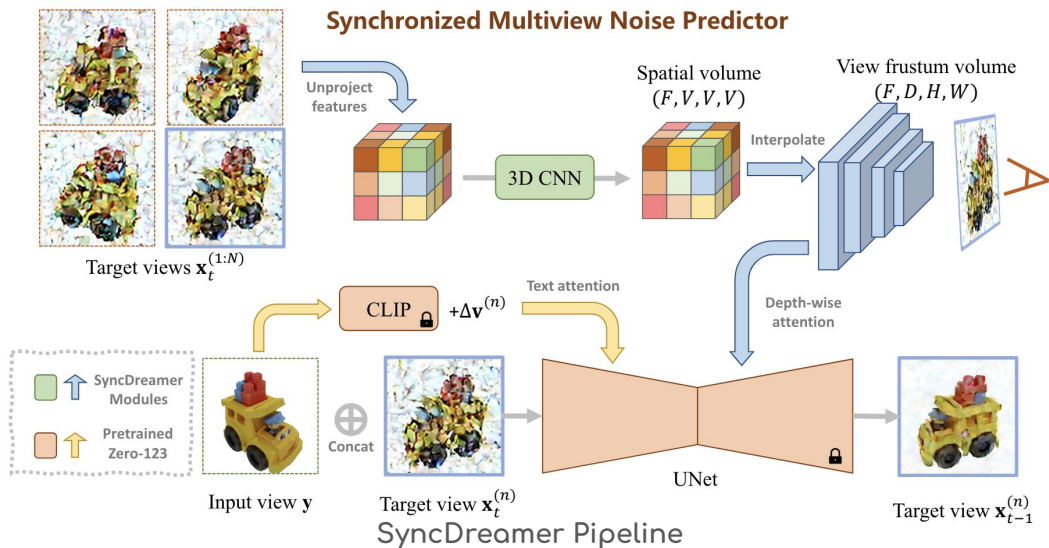 Synchronized Multiview Noise Predictor
Unproject
features
Spatial volume
(F, V, V, V)
View frustum volume
(F, D, H, W)
3D CNN
Interpolate
Target views x_t^(1:N)
CLIP
+Δv^(n)
Text attention
Depth-wise
attention
SyncDreamer
Modules
Pretrained
Zero-123
Concat
UNet
Input view y
Target view x_t^(n)
Target view x_{t-1}^(n)
SyncDreamer Pipeline